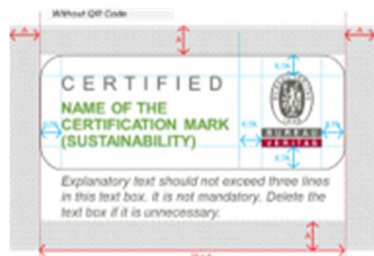 Without QR Code
A
A
A
CERTIFIED
NAME OF THE
CERTIFICATION MARK
(SUSTAINABILITY)
BUREAU
VERITAS
Explanatory text should not exceed three lines
in this text box. It is not mandatory. Delete the
text box if it is unnecessary.
A